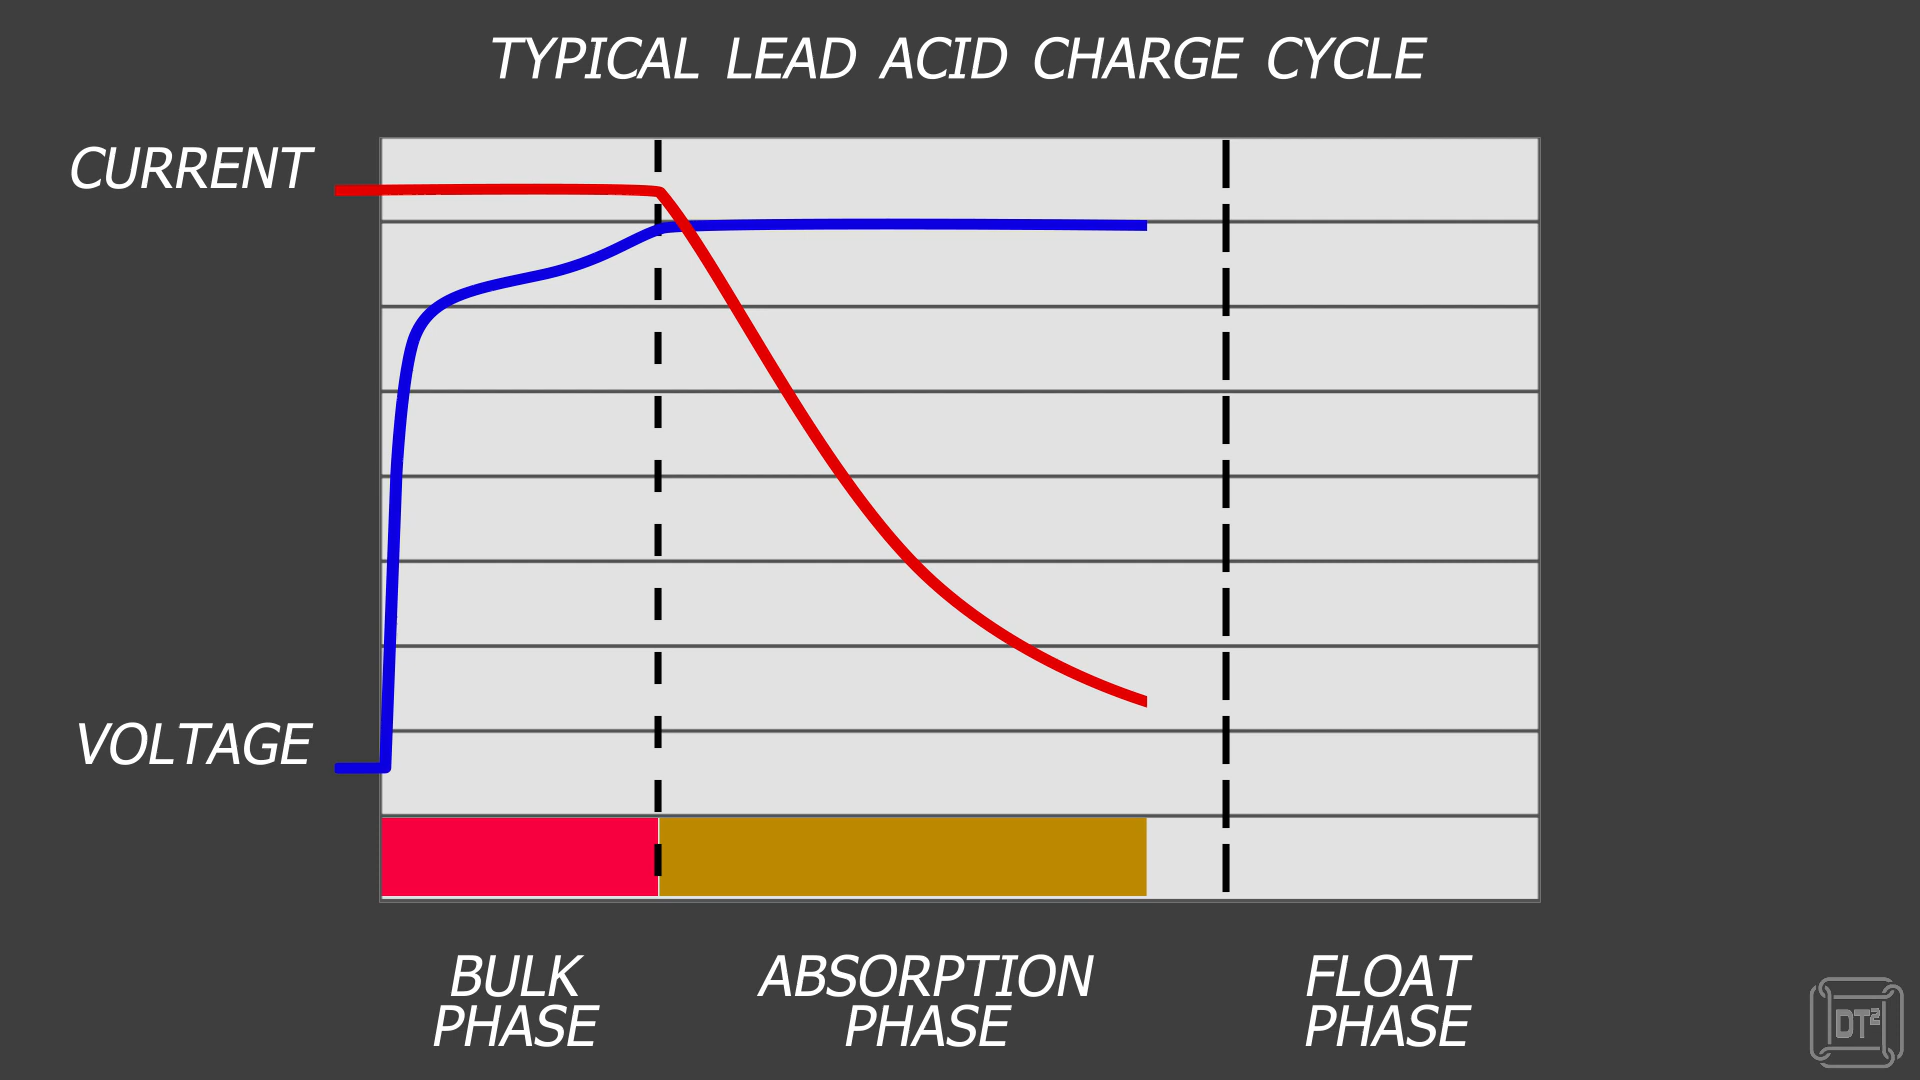 TYPICAL LEAD ACID CHARGE CYCLE
CURRENT
VOLTAGE
BULK
PHASE
ABSORPTION
PHASE
FLOAT
PHASE
DT2